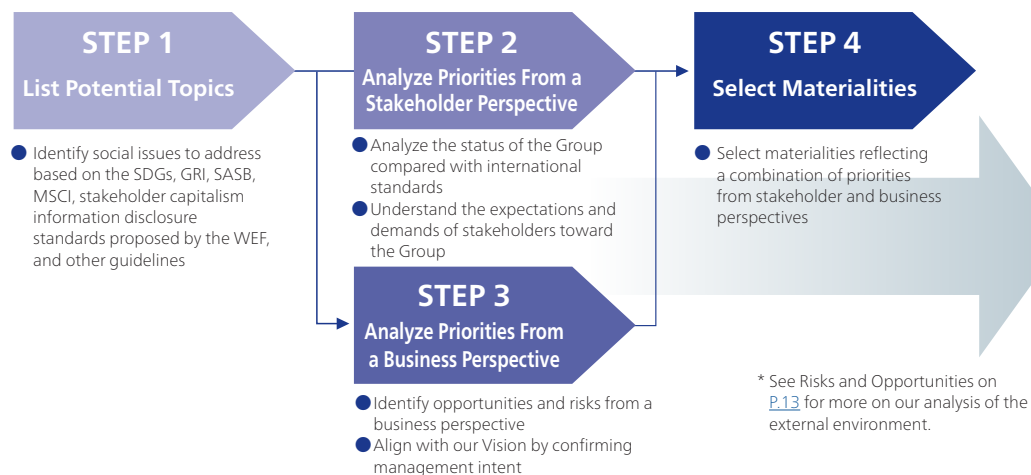 STEP 1
List Potential Topics
● Identify social issues to address
based on the SDGs, GRI, SASB,
MSCI, stakeholder capitalism
information disclosure
standards proposed by the WEF,
and other guidelines
STEP 2
Analyze Priorities From a
Stakeholder Perspective
● Analyze the status of the Group
compared with international
standards
● Understand the expectations and
demands of stakeholders toward
the Group
STEP 3
Analyze Priorities From
a Business Perspective
● Identify opportunities and risks from a
business perspective
● Align with our Vision by confirming
management intent
STEP 4
Select Materialities
● Select materialities reflecting
a combination of priorities
from stakeholder and business
perspectives
* See Risks and Opportunities on
P.13 for more on our analysis of the
external environment.